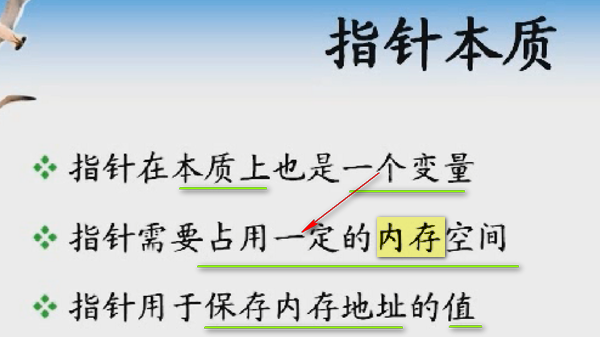 指针本质
指针在本质上也是一个变量
指针需要占用一定的内存空间
指针用于保存内存地址的值